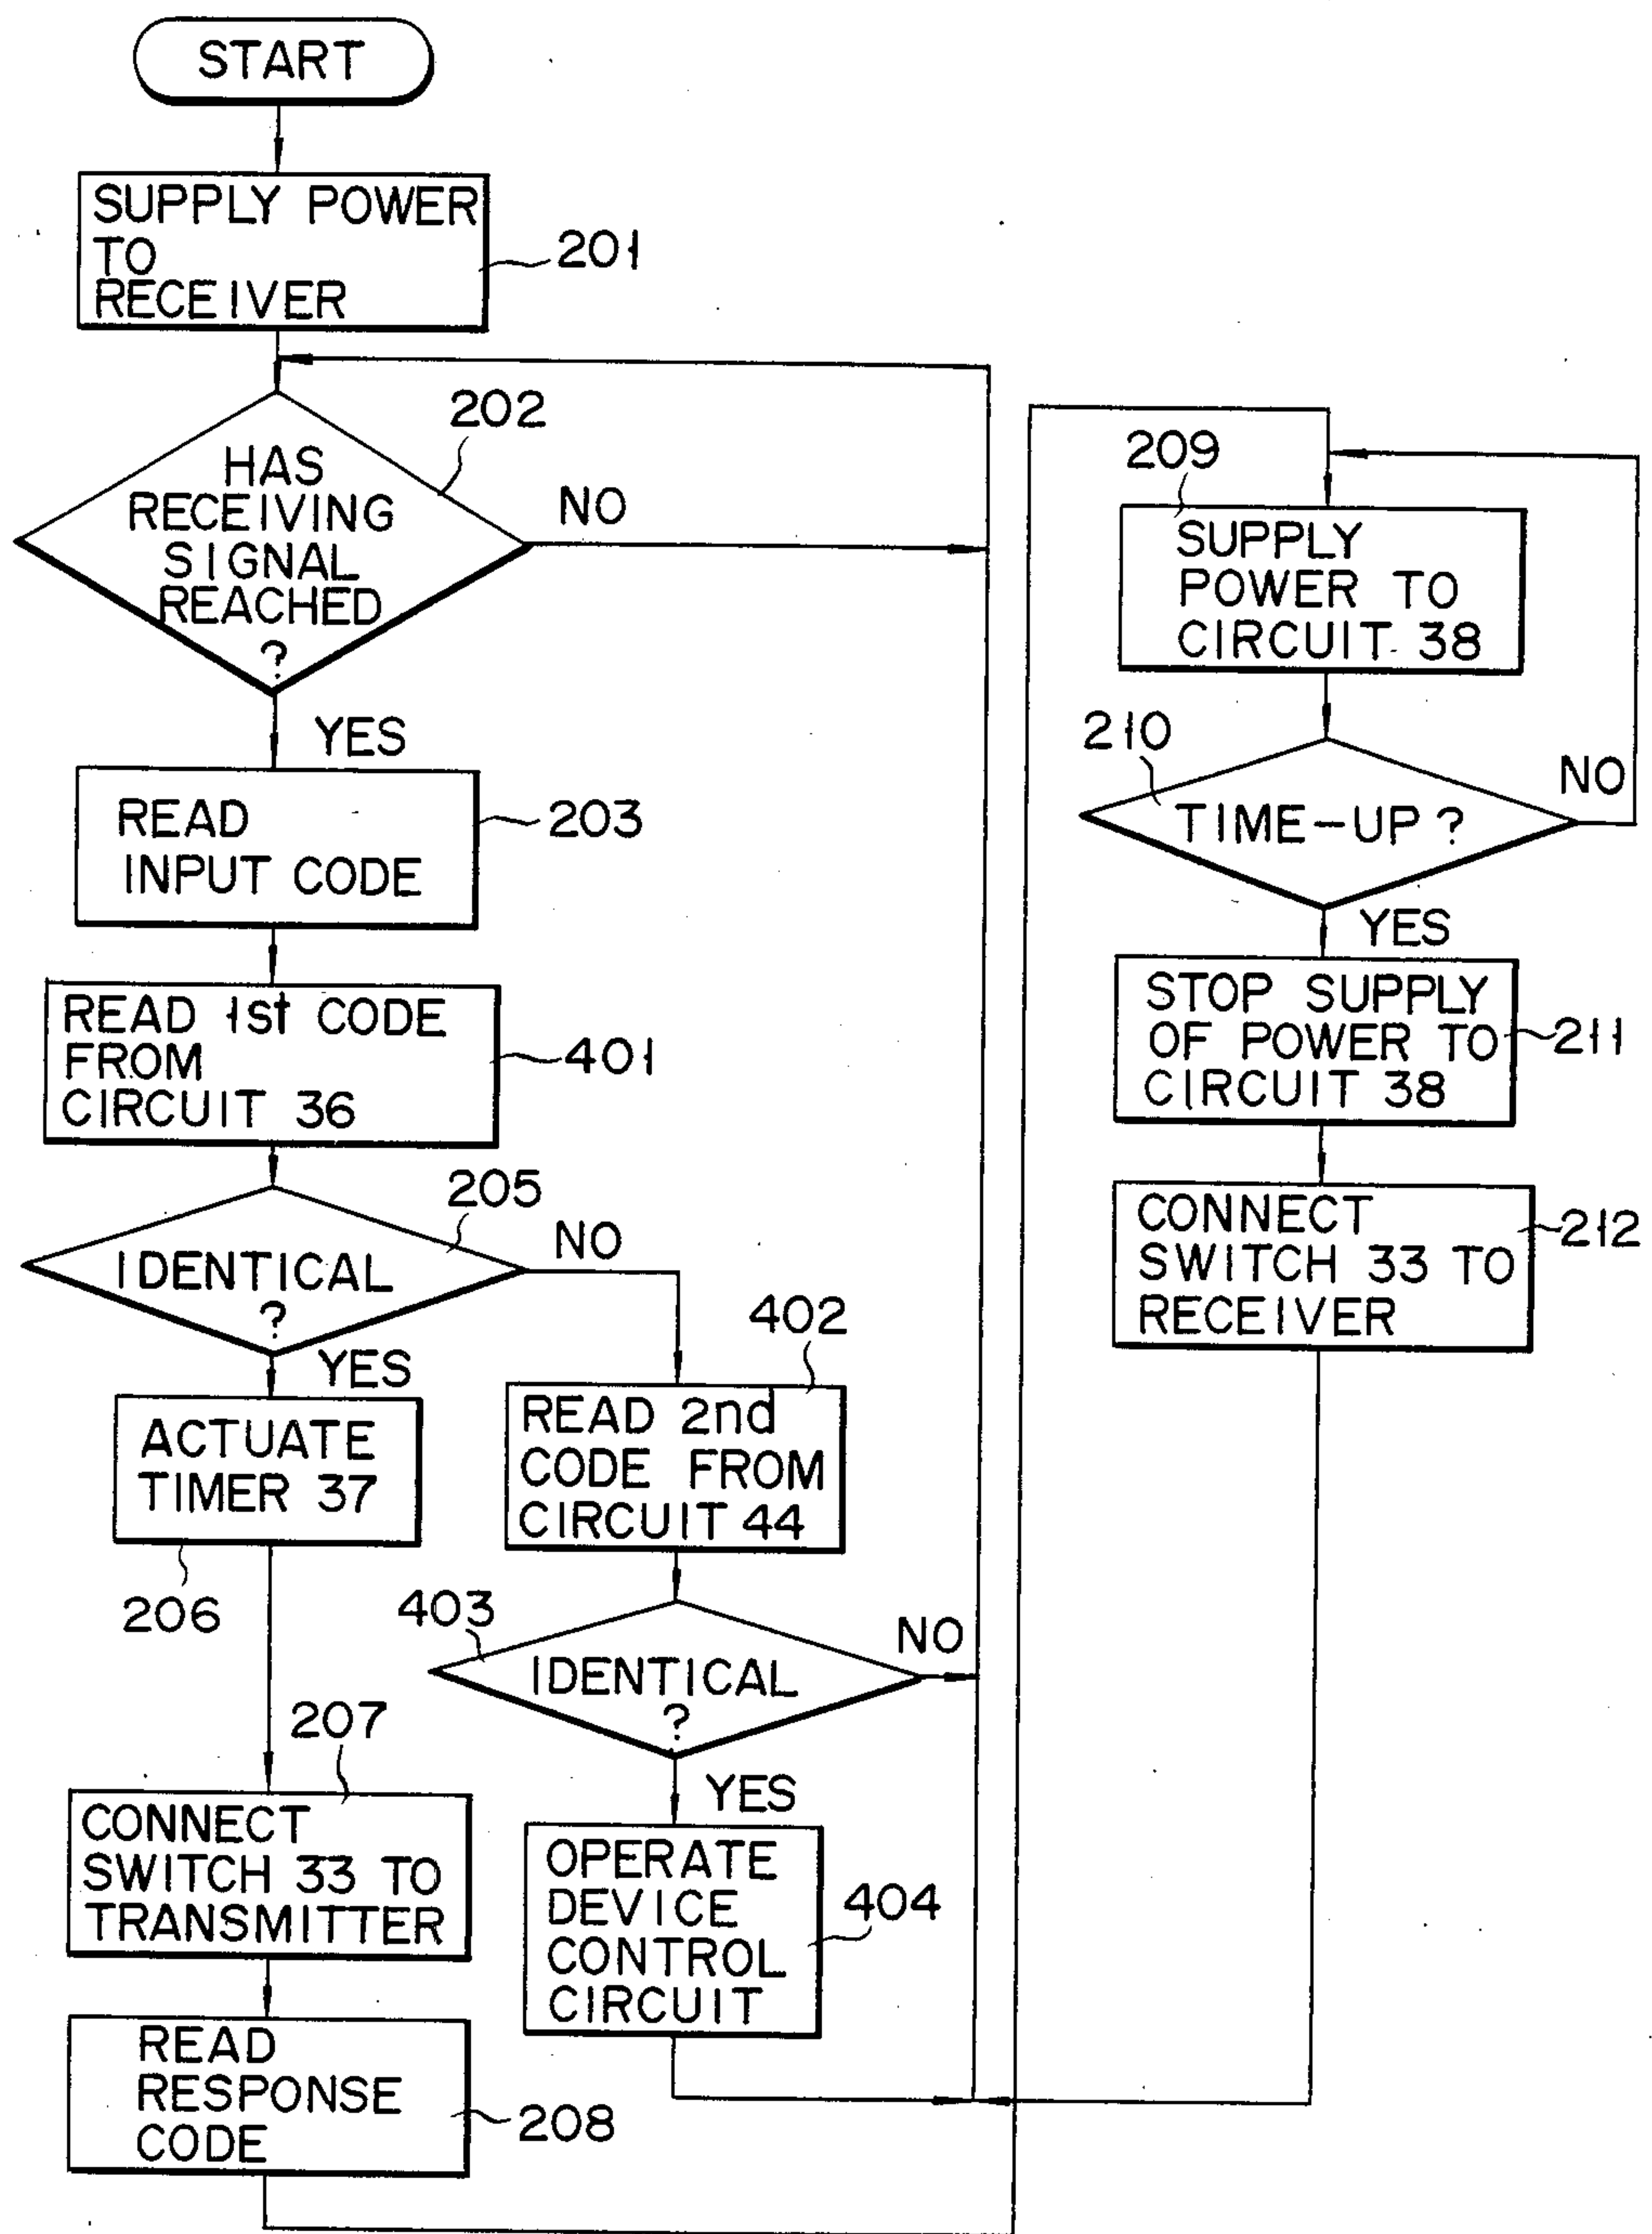 START
SUPPLY POWER
TO
RECEIVER
201
202
HAS
RECEIVING
SIGNAL
REACHED
?
NO
YES
READ
INPUT CODE
203
READ 1st CODE
FROM
CIRCUIT 36
401
205
IDENTICAL
?
NO
YES
ACTUATE
TIMER 37
206
402
READ 2nd
CODE FROM
CIRCUIT 44
403
IDENTICAL
?
NO
YES
207
CONNECT
SWITCH 33 TO
TRANSMITTER
OPERATE
DEVICE
CONTROL
CIRCUIT
404
READ
RESPONSE
CODE
208
209
SUPPLY
POWER TO
CIRCUIT 38
210
TIME-UP ?
NO
YES
STOP SUPPLY
OF POWER TO
CIRCUIT 38
211
CONNECT
SWITCH 33 TO
RECEIVER
212